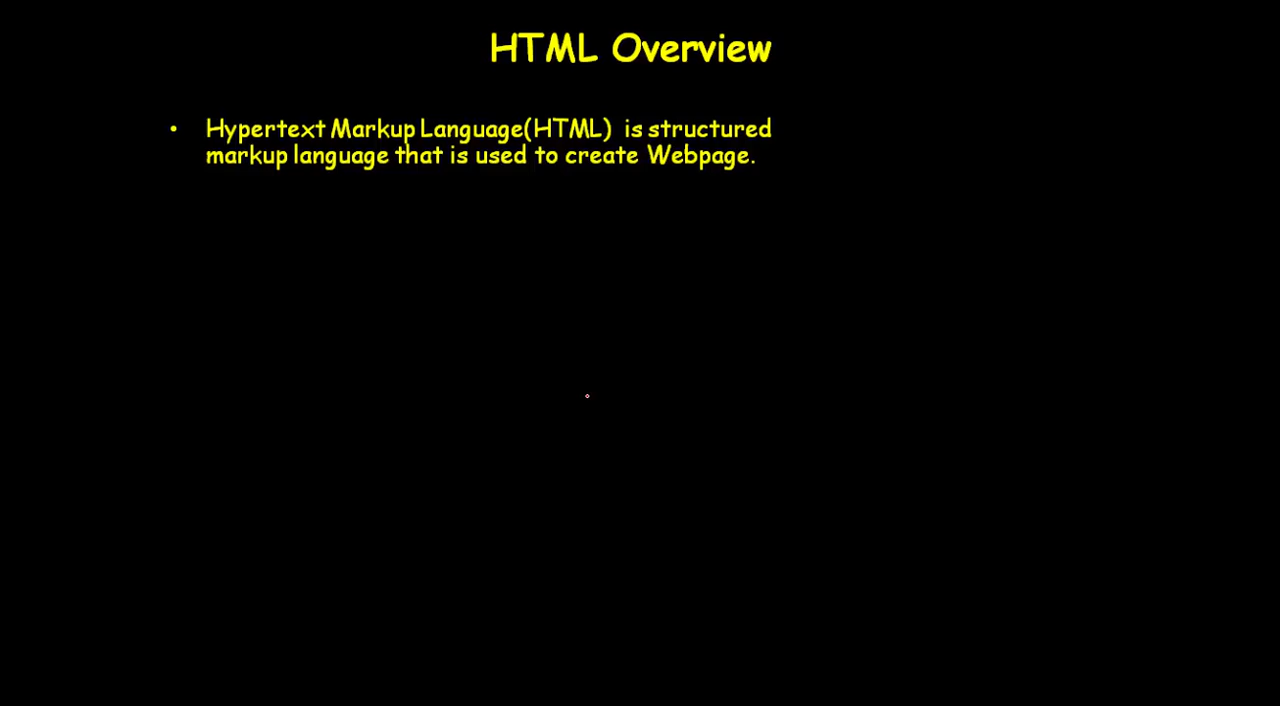 HTML Overview
• Hypertext Markup Language(HTML)  is structured
markup language that is used to create Webpage.